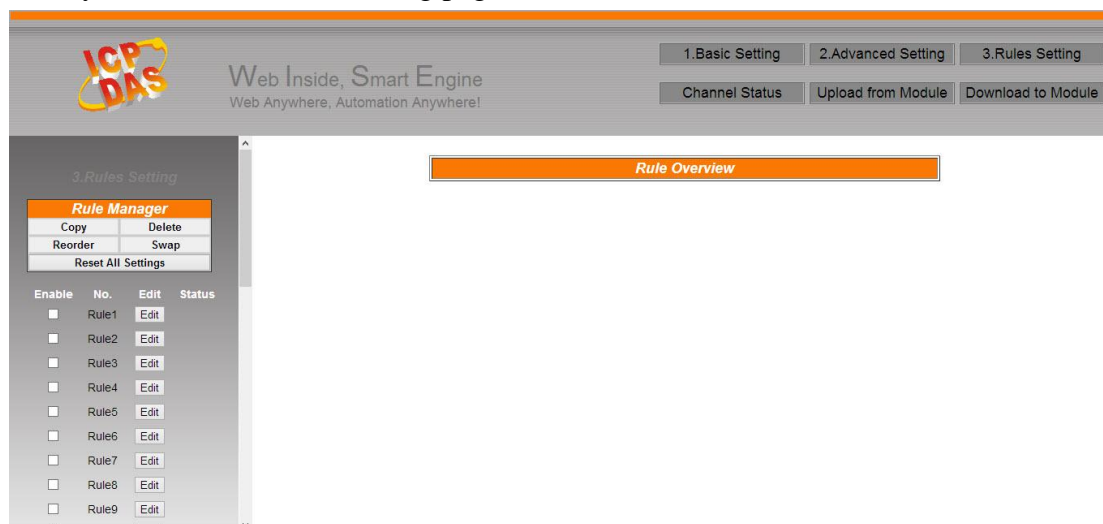 ICP
DAS
Web Inside, Smart Engine
Web Anywhere, Automation Anywhere!
1.Basic Setting 2.Advanced Setting 3.Rules Setting
Channel Status Upload from Module Download to Module
3.Rules Setting
Rule Manager
Copy Delete
Reorder Swap
Reset All Settings
Enable No. Edit Status
Rule1 Edit
Rule2 Edit
Rule3 Edit
Rule4 Edit
Rule5 Edit
Rule6 Edit
Rule7 Edit
Rule8 Edit
Rule9 Edit
Rule Overview